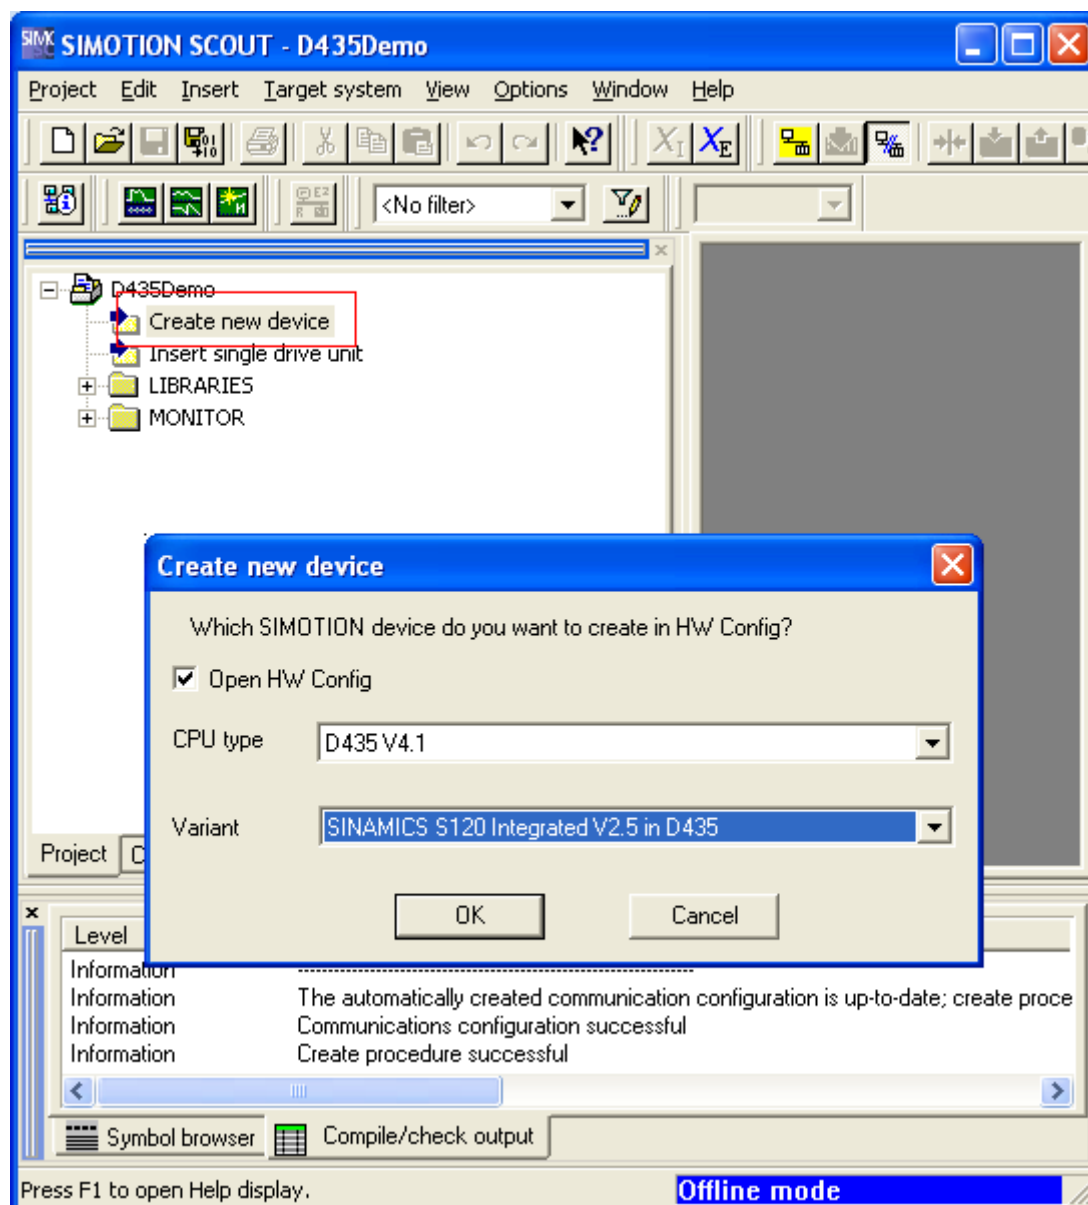 SIMOTION SCOUT - D435Demo
Project Edit Insert Target system View Options Window Help
<No filter>
D435Demo
Create new device
Insert single drive unit
LIBRARIES
MONITOR
Create new device
Which SIMOTION device do you want to create in HW Config?
Open HW Config
CPU type D435 V4.1
Variant SINAMICS S120 Integrated V2.5 in D435
OK Cancel
Project
Level
Information
Information The automatically created communication configuration is up-to-date; create proce
Information Communications configuration successful
Information Create procedure successful
Symbol browser Compile/check output
Press F1 to open Help display. Offline mode